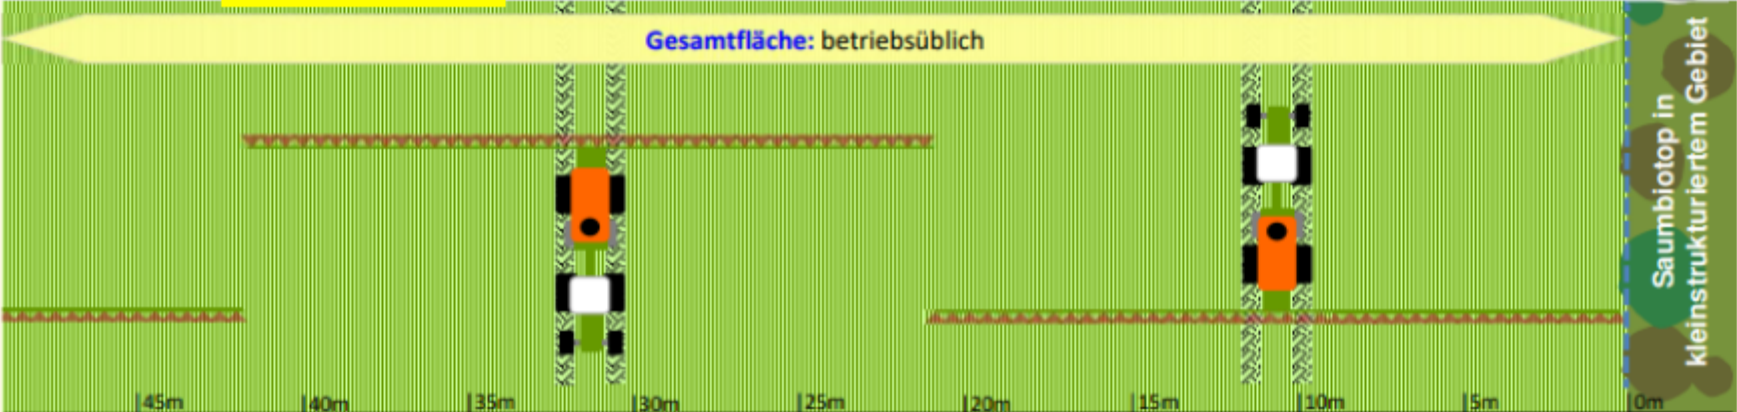 Gesamtfläche: betriebsüblich
Saumbiotop in
kleinstrukturiertem Gebiet
|45m |40m |35m |30m |25m |20m |15m |10m |5m |0m